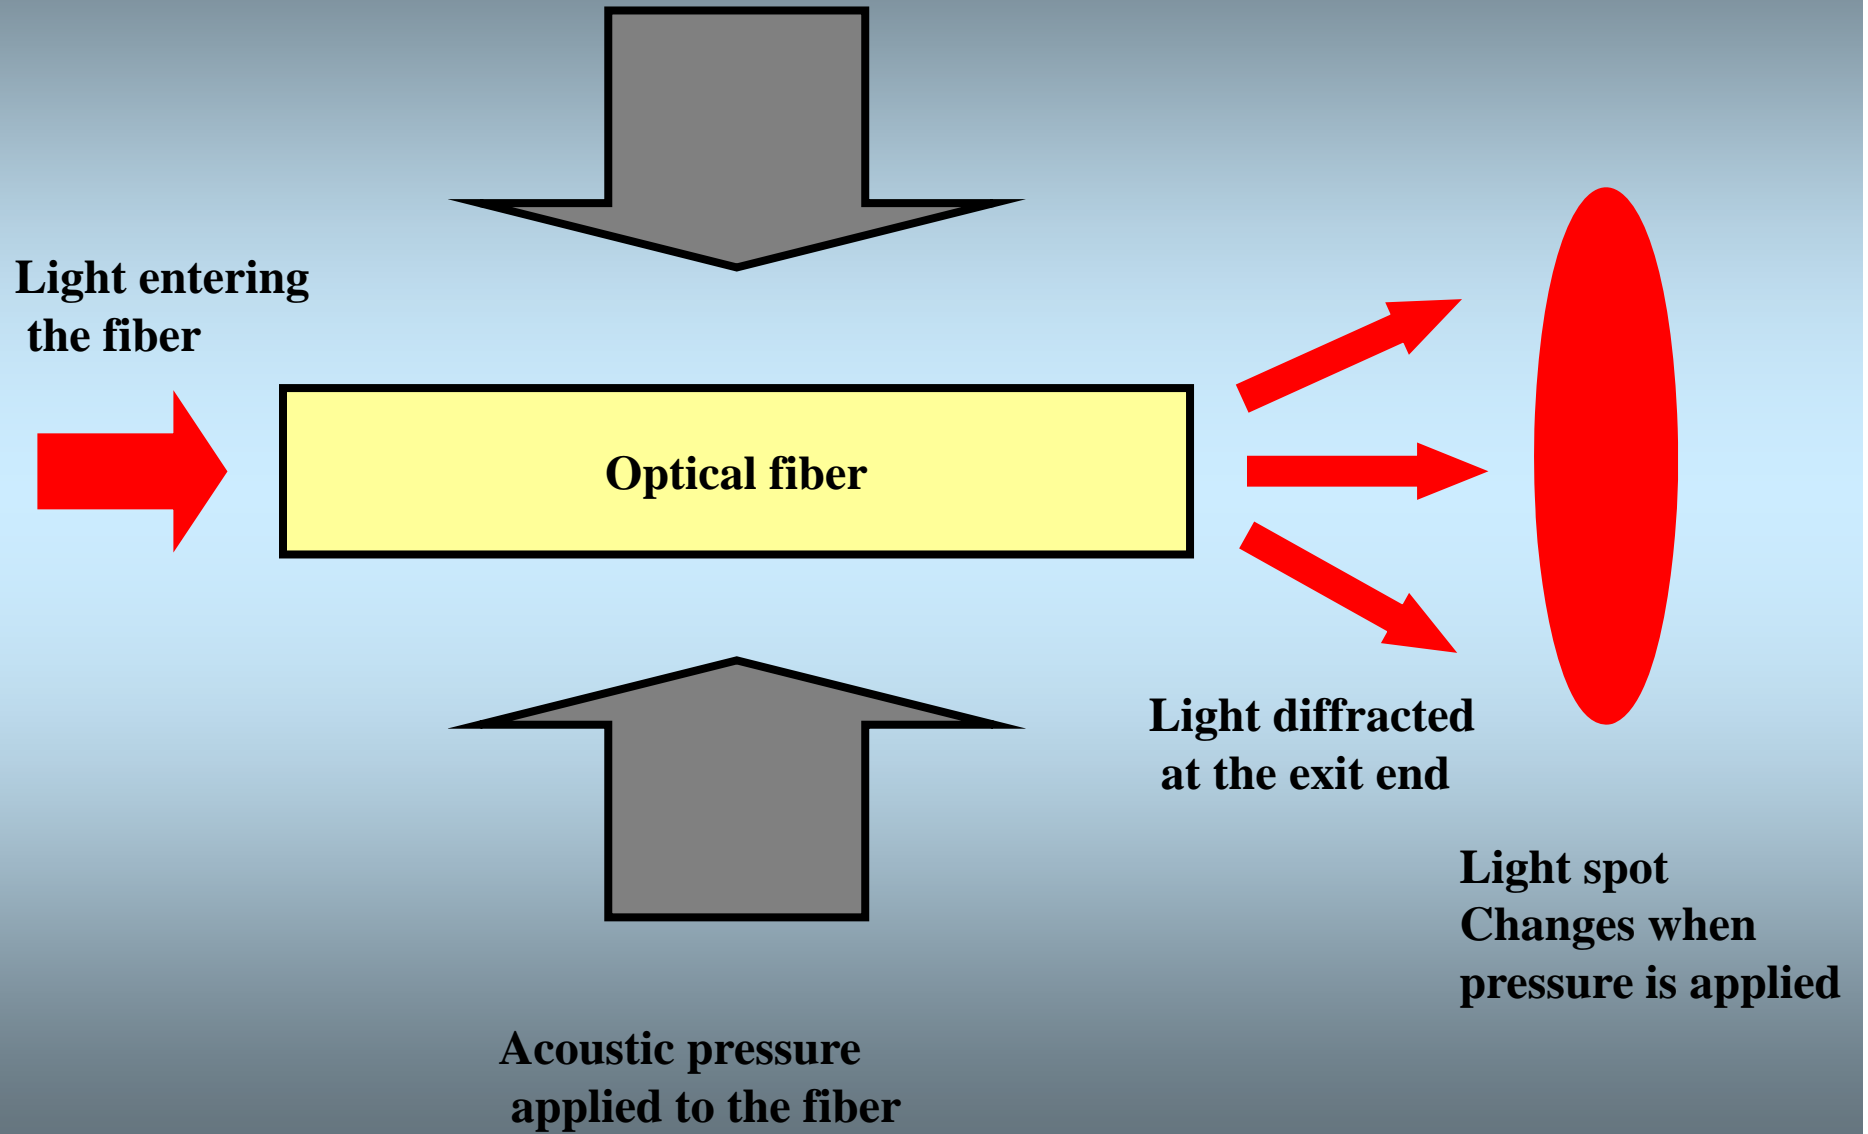 Light entering
the fiber
Optical fiber
Light diffracted
at the exit end
Light spot
Changes when
pressure is applied
Acoustic pressure
applied to the fiber